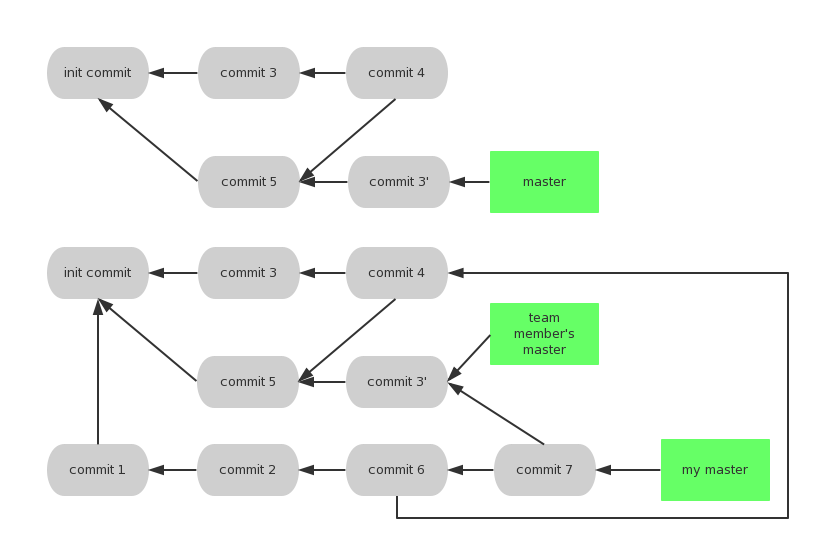 init commit
commit 3
commit 4
commit 5
commit 3'
master
init commit
commit 3
commit 4
team
member's
master
commit 5
commit 3'
commit 1
commit 2
commit 6
commit 7
my master